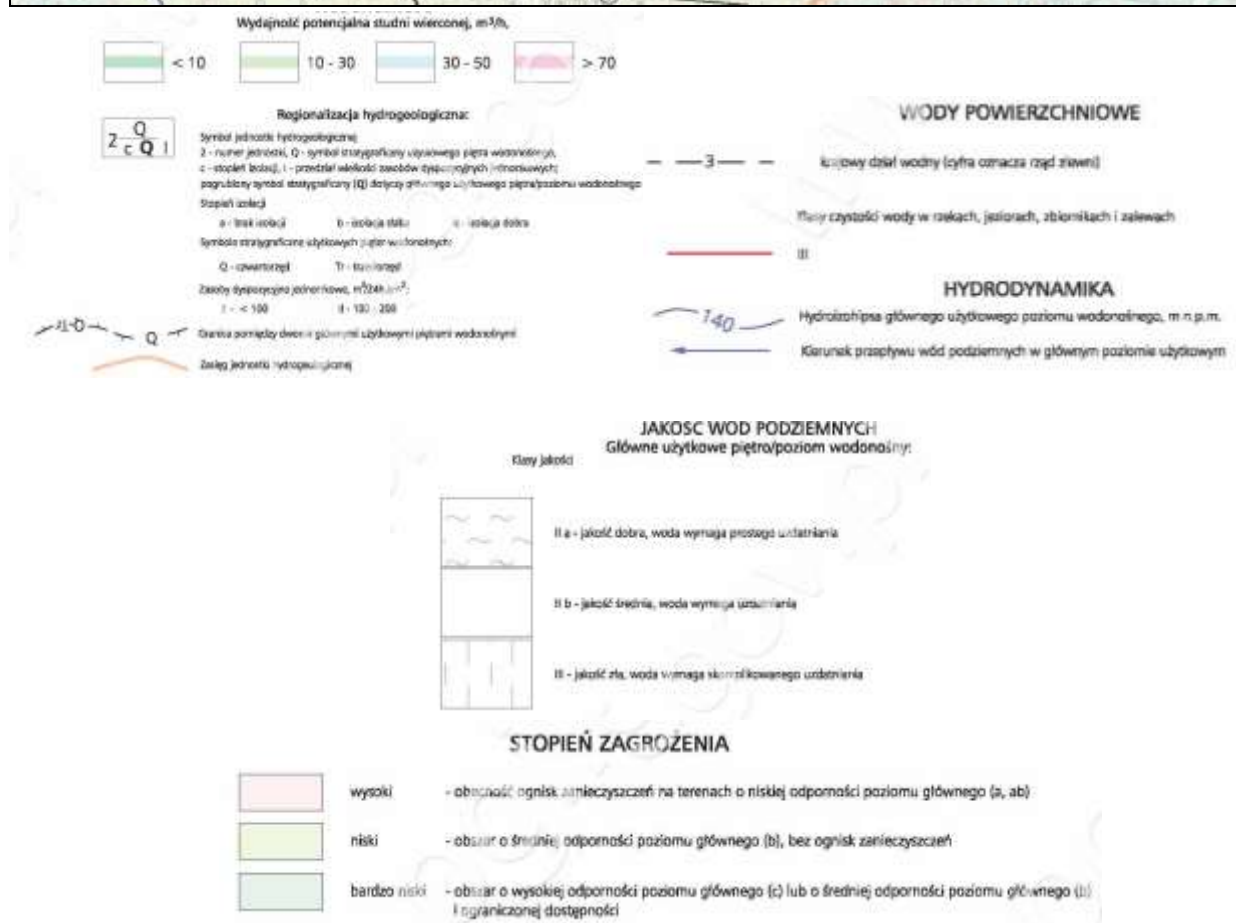 Wydajność potencjalna studni wierconej, m³/h,
< 10
10 - 30
30 - 50
> 70
Regionalizacja hydrogeologiczna:
2 Q
c Q I
Symbol jednostki hydrogeologicznej
2 - numer jednostki, Q - symbol stratygraficzny użytkowego piętra wodonośnego,
c - stopień izolacji, I - przedział wielkości zasobów dyspozycyjnych jednostkowych;
pogrubiony symbol stratygraficzny (Q) dotyczy głównego użytkowego piętra/poziomu wodonośnego
Stopień izolacji
a - brak izolacji b - izolacja słaba c - izolacja dobra
Symbole stratygraficzne użytkowych pięter wodonośnych:
Q - czwartorzęd Tr - trzeciorzęd
Zasoby dyspozycyjne jednostkowe, m³/24h km²:
I - < 100 II - 100 - 200
Q
Granica pomiędzy dwoma głównymi użytkowymi piętrami wodonośnymi
Zasięg jednostki hydrogeologicznej
WODY POWIERZCHNIOWE
3
krajowy dział wodny (cyfra oznacza rząd zlewni)
Klasy czystości wody w rzekach, jeziorach, zbiornikach i zalewach
III
HYDRODYNAMIKA
140
Hydroizohipsa głównego użytkowego poziomu wodonośnego, m n.p.m.
Kierunek przepływu wód podziemnych w głównym poziomie użytkowym
JAKOSC WOD PODZIEMNYCH
Główne użytkowe piętro/poziom wodonośny:
Klasy jakości
II a - jakość dobra, woda wymaga prostego uzdatniania
II b - jakość średnia, woda wymaga uzdatniania
III - jakość zła, woda wymaga skomplikowanego uzdatniania
STOPIEŃ ZAGROŻENIA
wysoki - obecność ognisk zanieczyszczeń na terenach o niskiej odporności poziomu głównego (a, ab)
niski - obszar o średniej odporności poziomu głównego (b), bez ognisk zanieczyszczeń
bardzo niski - obszar o wysokiej odporności poziomu głównego (c) lub o średniej odporności poziomu głównego (b)
i ograniczonej dostępności